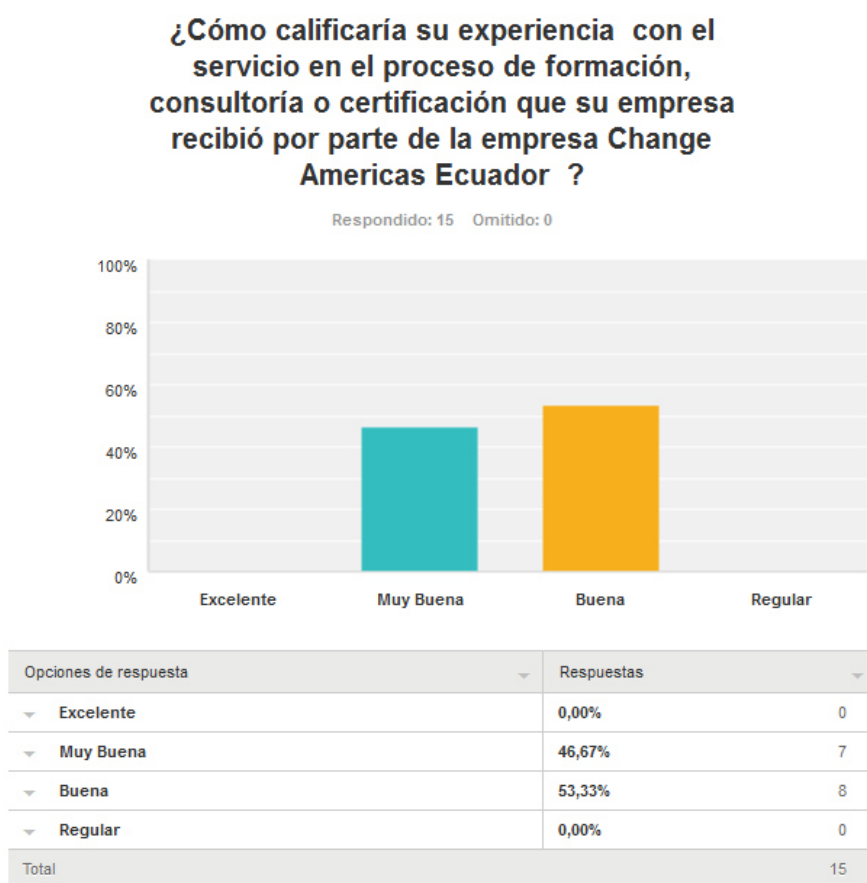 ¿Cómo calificaría su experiencia con el
servicio en el proceso de formación,
consultoría o certificación que su empresa
recibió por parte de la empresa Change
Americas Ecuador ?
Respondido: 15 Omitido: 0
100%
80%
60%
40%
20%
0%
Excelente Muy Buena Buena Regular
Opciones de respuesta Respuestas
Excelente 0,00% 0
Muy Buena 46,67% 7
Buena 53,33% 8
Regular 0,00% 0
Total 15